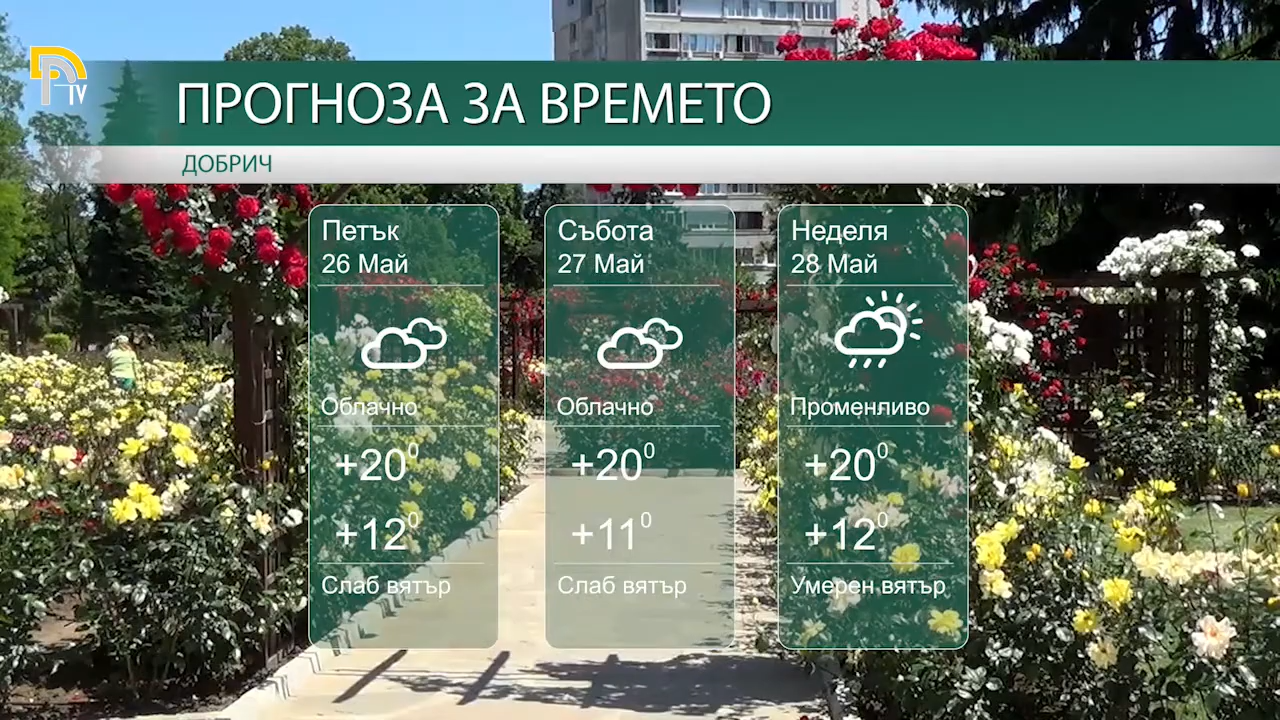 TV
ПРОГНОЗА ЗА ВРЕМЕТО
ДОБРИЧ
Петък
26 Май
Облачно
+20⁰
+12⁰
Слаб вятър
Събота
27 Май
Облачно
+20⁰
+11⁰
Слаб вятър
Неделя
28 Май
Променливо
+20⁰
+12⁰
Умерен вятър